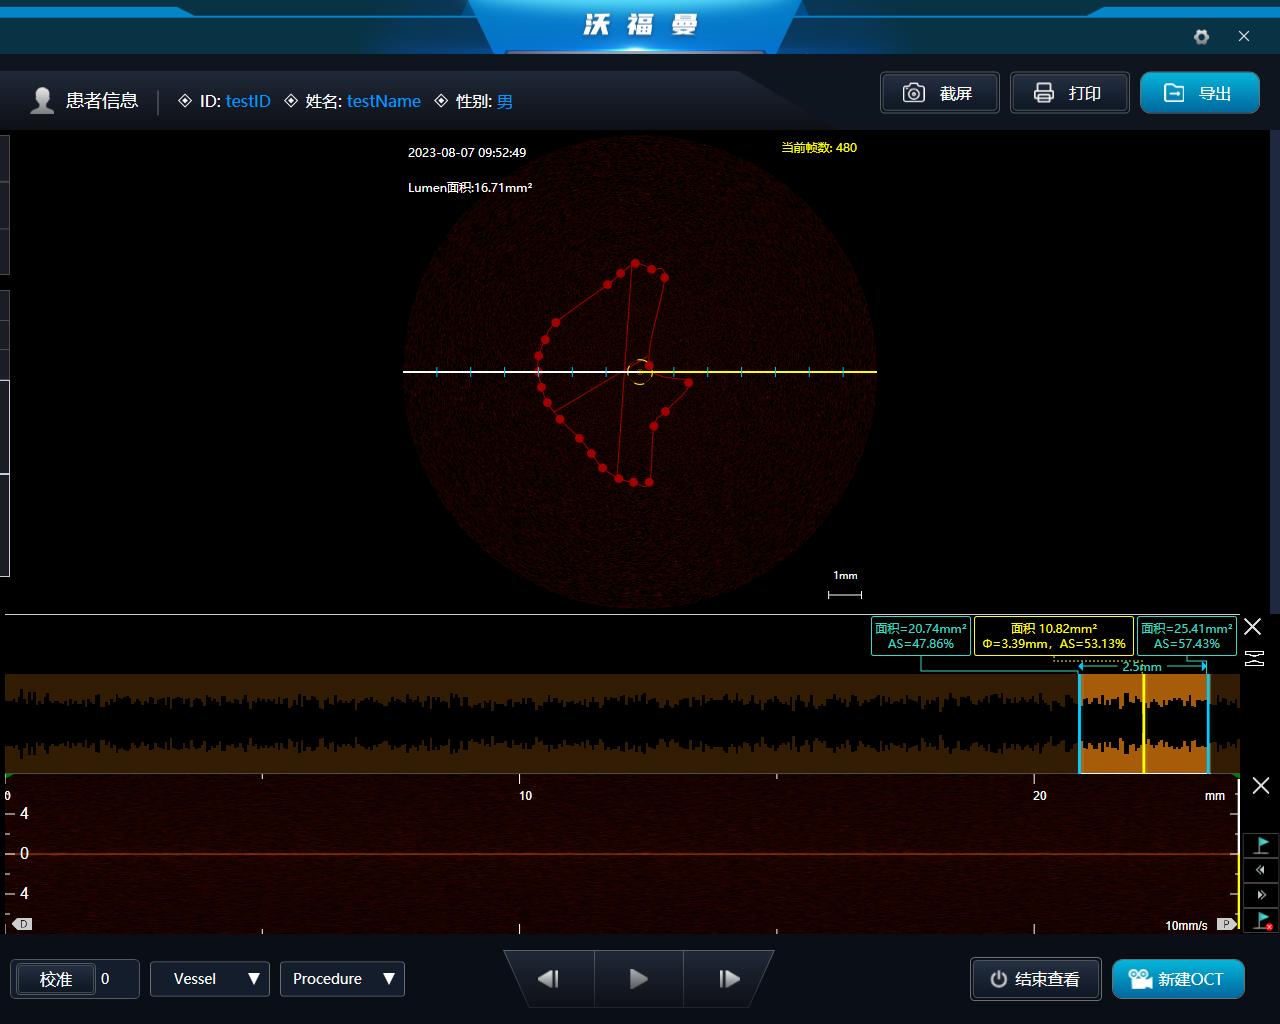 沃福曼
患者信息
ID: testID
姓名: testName
性别: 男
截屏
打印
导出
2023-08-07 09:52:49
当前帧数: 480
Lumen面积:16.71mm²
1mm
面积=20.74mm²
AS=47.86%
面积 10.82mm²
Φ=3.39mm，AS=53.13%
面积=25.41mm²
AS=57.43%
2.5mm
0
10
20
mm
4
0
4
D
10mm/s
P
校准
0
Vessel
Procedure
结束查看
新建OCT